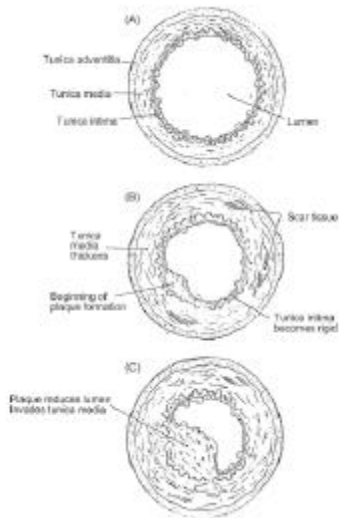 (A)
Tunica adventitia
Tunica media
Tunica intima
Lumen
(B)
Scar tissue
Tunica
media
thickens
Beginning of
plaque formation
Tunica intima
becomes rigid
(C)
Plaque reduces lumen
Invades tunica media